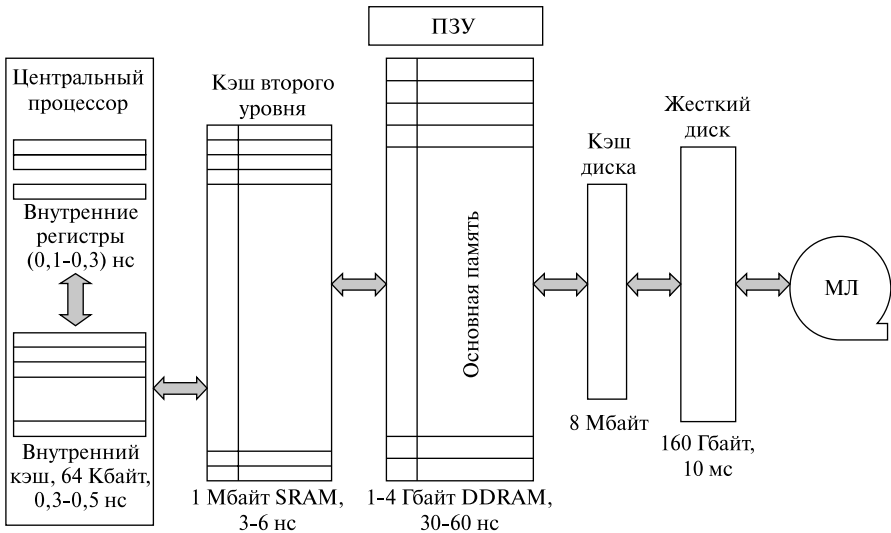 ПЗУ
Центральный
процессор
Внутренние
регистры
(0,1–0,3) нс
Внутренний
кэш, 64 Кбайт,
0,3–0,5 нс
Кэш второго
уровня
1 Мбайт SRAM,
3–6 нс
Основная память
1–4 Гбайт DDRAM,
30–60 нс
Кэш
диска
8 Мбайт
Жесткий
диск
160 Гбайт,
10 мс
МЛ